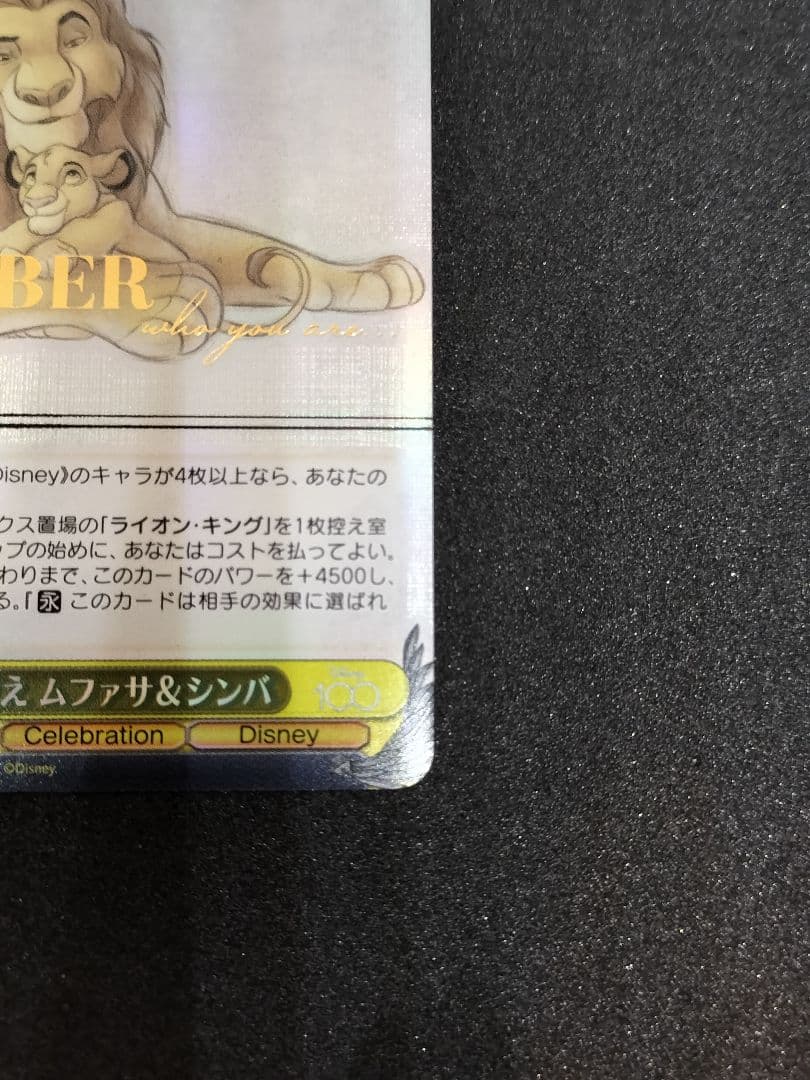 BER
who you are...
Disney》のキャラが4枚以上なら、あなたの
クス置場の「ライオン・キング」を1枚控え室
ップの始めに、あなたはコストを払ってよい。
わりまで、このカードのパワーを+4500し、
る。『永 このカードは相手の効果に選ばれ
え ムファサ&シンバ
Disney
100
Celebration Disney
©Disney.